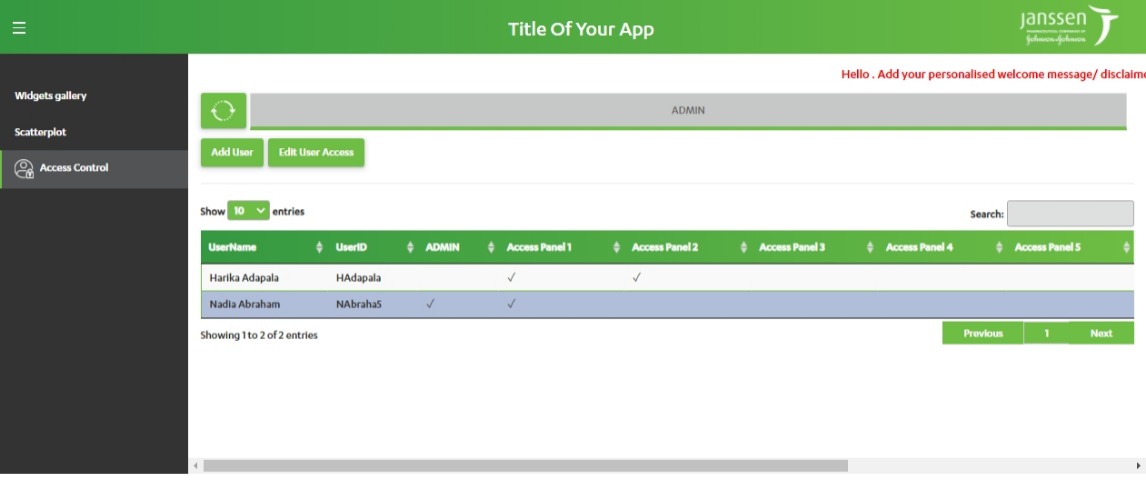 Title Of Your App
Janssen
PHARMACEUTICAL COMPANIES OF
Johnson & Johnson
Hello . Add your personalised welcome message/ disclaime
Widgets gallery
Scatterplot
Access Control
ADMIN
Add User Edit User Access
Show 10 entries
Search:
UserName UserID ADMIN Access Panel 1 Access Panel 2 Access Panel 3 Access Panel 4 Access Panel 5
Harika Adapala HAdapala ✓ ✓
Nadia Abraham NAbraha5 ✓ ✓
Showing 1 to 2 of 2 entries
Previous 1 Next